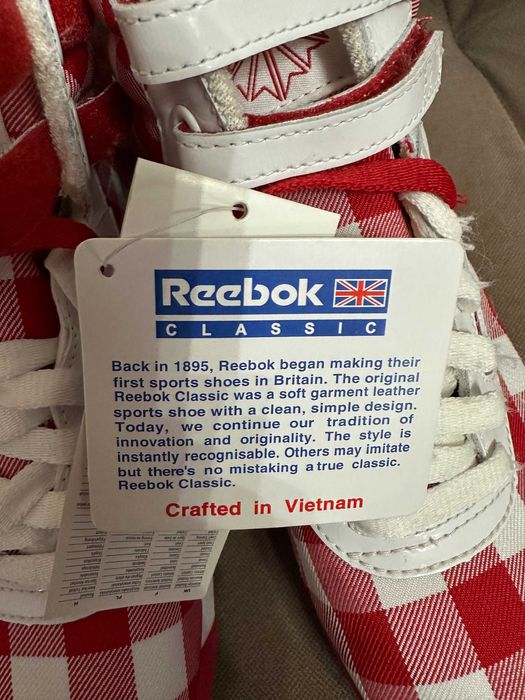 Reebok
CLASSIC
Back in 1895, Reebok began making their
first sports shoes in Britain. The original
Reebok Classic was a soft garment leather
sports shoe with a clean, simple design.
Today, we continue our tradition of
innovation and originality. The style is
instantly recognisable. Others may imitate
but there's no mistaking a true classic.
Reebok Classic.
Crafted in Vietnam